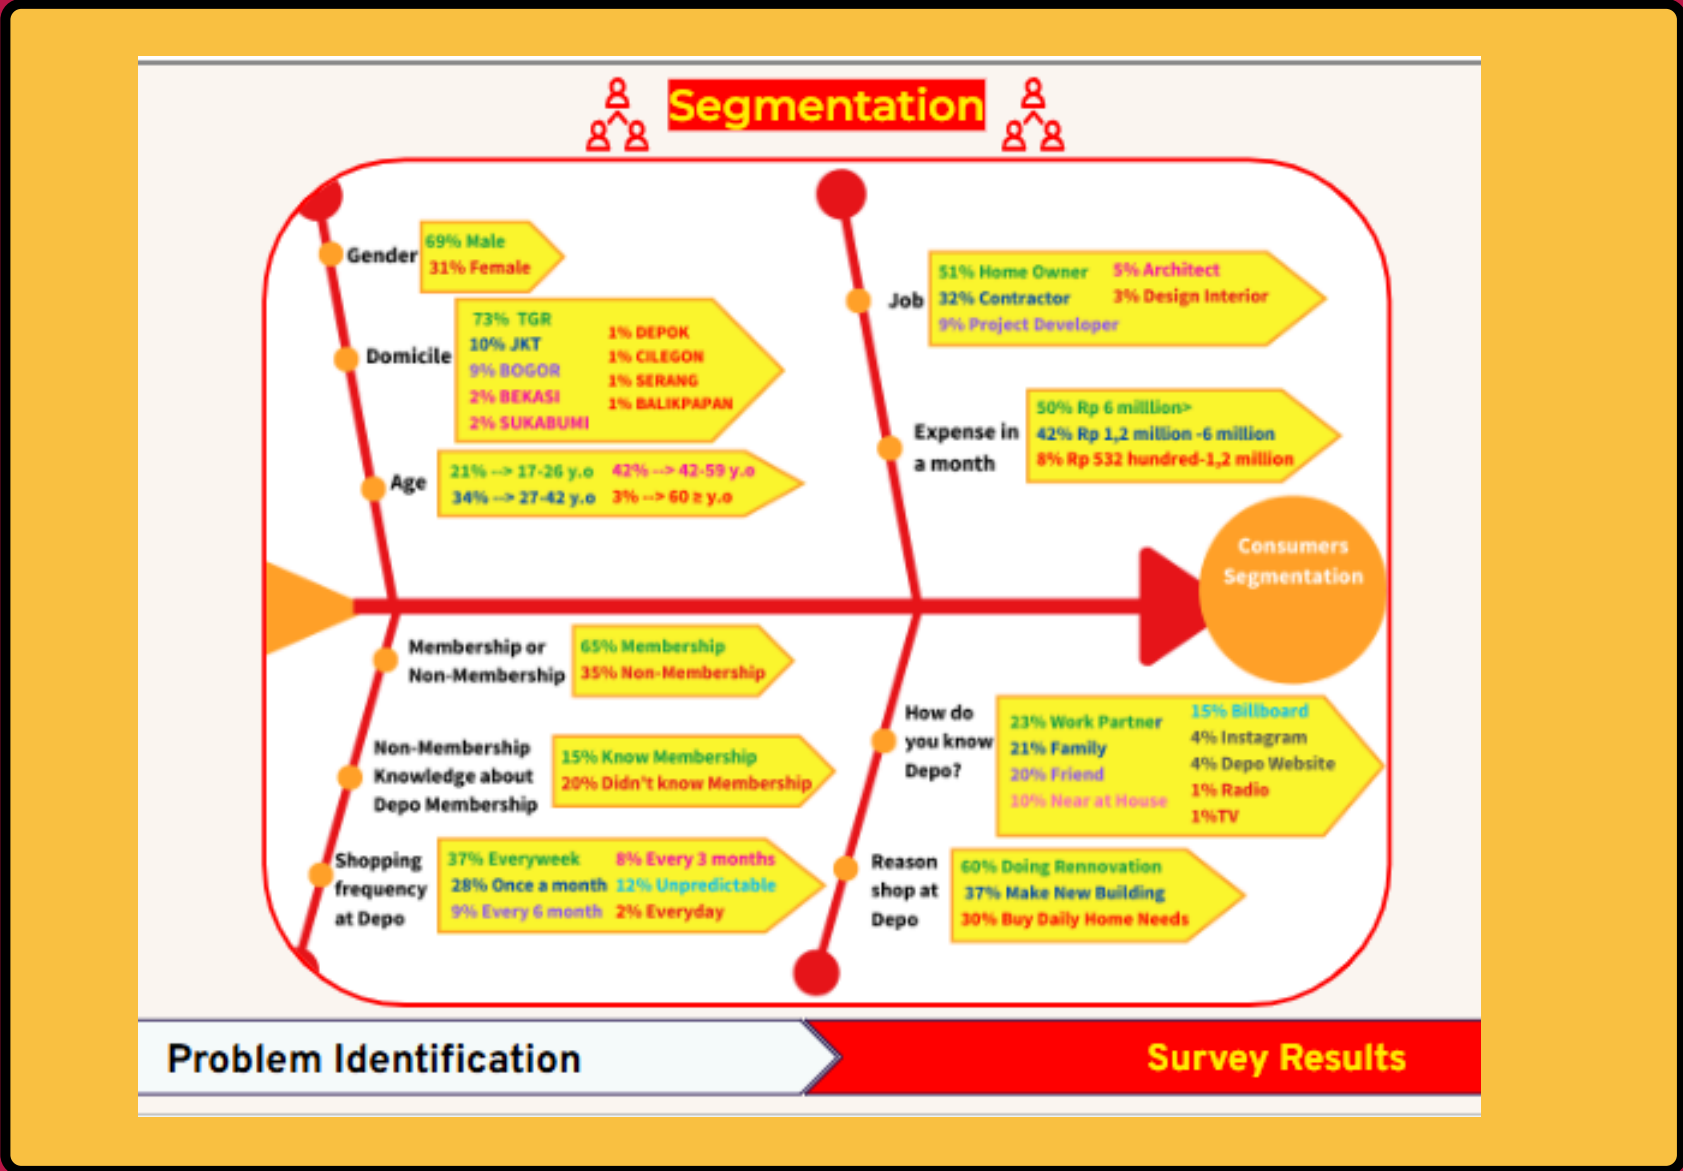 Segmentation
Gender
69% Male
31% Female
Domicile
73% TGR
10% JKT
9% BOGOR
2% BEKASI
2% SUKABUMI
1% DEPOK
1% CILEGON
1% SERANG
1% BALIKPAPAN
Age
21% --> 17-26 y.o
34% --> 27-42 y.o
42% --> 42-59 y.o
3% --> 60 ≥ y.o
Job
51% Home Owner
32% Contractor
9% Project Developer
5% Architect
3% Design Interior
Expense in
a month
50% Rp 6 milllion>
42% Rp 1,2 million -6 million
8% Rp 532 hundred-1,2 million
Consumers
Segmentation
Membership or
Non-Membership
65% Membership
35% Non-Membership
Non-Membership
Knowledge about
Depo Membership
15% Know Membership
20% Didn't know Membership
Shopping
frequency
at Depo
37% Everyweek
28% Once a month
9% Every 6 month
8% Every 3 months
12% Unpredictable
2% Everyday
How do
you know
Depo?
23% Work Partner
21% Family
20% Friend
10% Near at House
15% Billboard
4% Instagram
4% Depo Website
1% Radio
1%TV
Reason
shop at
Depo
60% Doing Rennovation
37% Make New Building
30% Buy Daily Home Needs
Problem Identification
Survey Results